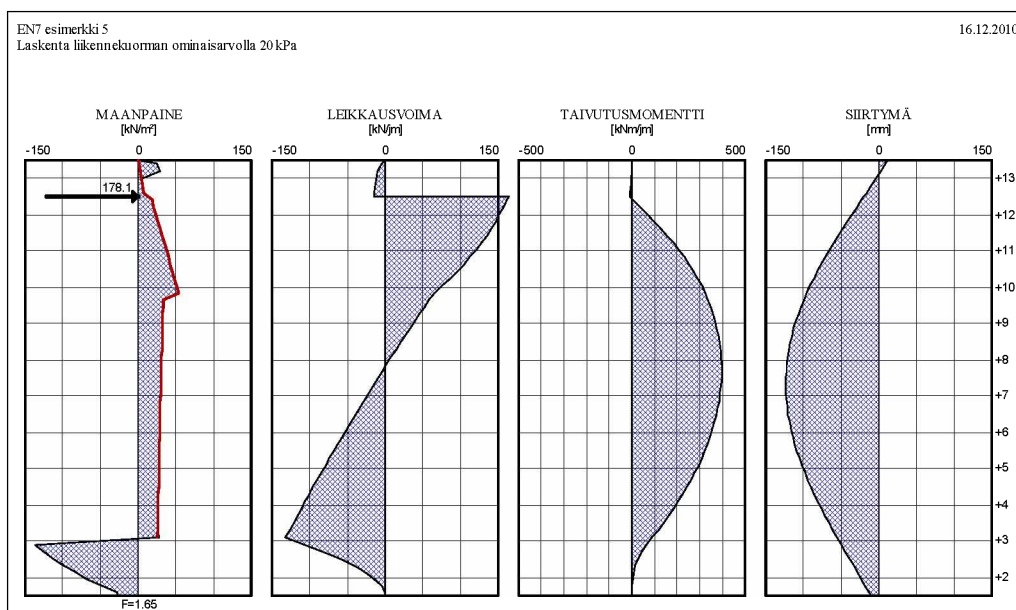 EN7 esimerkki 5 16.12.2010
Laskenta liikennekuorman ominaisarvolla 20 kPa
MAANPAINE LEIKKAUSVOIMA TAIVUTUSMOMENTTI SIIRTYMÄ
[kN/m²] [kN/jm] [kNm/jm] [mm]
-150 0 150 -150 0 150 -500 0 500 -150 0 150
+13
178.1
+12
+11
+10
+9
+8
+7
+6
+5
+4
+3
+2
F=1.65